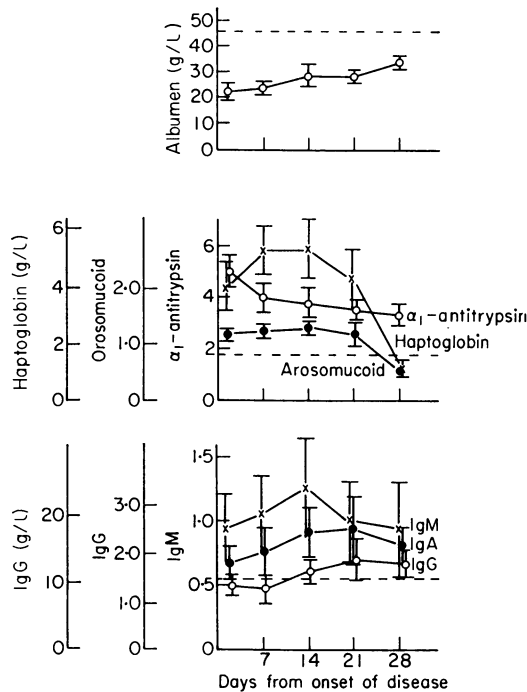 Albumen (g/l)
50
40
30
20
10
0
Haptoglobin (g/L)
6
4
2
0
Orosmucoid
2·0
1·0
0
α₁-antitrypsin
6
4
2
0
α₁-antitrypsin
Haptoglobin
Arosomucoid
IgG (g/l)
20
10
0
IgG
3·0
2·0
1·0
0
IgM
1·5
1·0
0·5
0
IgM
IgA
IgG
7 14 21 28
Days from onset of disease